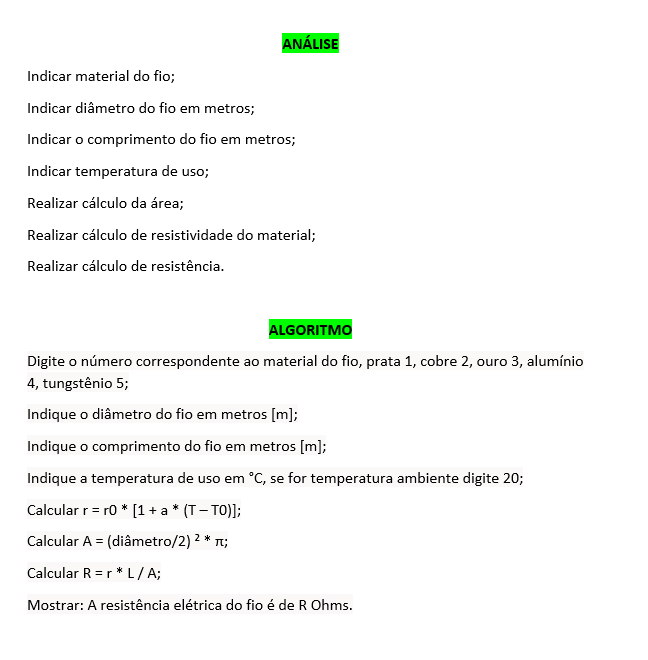 ANÁLISE
Indicar material do fio;
Indicar diâmetro do fio em metros;
Indicar o comprimento do fio em metros;
Indicar temperatura de uso;
Realizar cálculo da área;
Realizar cálculo de resistividade do material;
Realizar cálculo de resistência.
ALGORITMO
Digite o número correspondente ao material do fio, prata 1, cobre 2, ouro 3, alumínio
4, tungstênio 5;
Indique o diâmetro do fio em metros [m];
Indique o comprimento do fio em metros [m];
Indique a temperatura de uso em °C, se for temperatura ambiente digite 20;
Calcular r = r0 * [1 + a * (T – T0)];
Calcular A = (diâmetro/2) ² * π;
Calcular R = r * L / A;
Mostrar: A resistência elétrica do fio é de R Ohms.